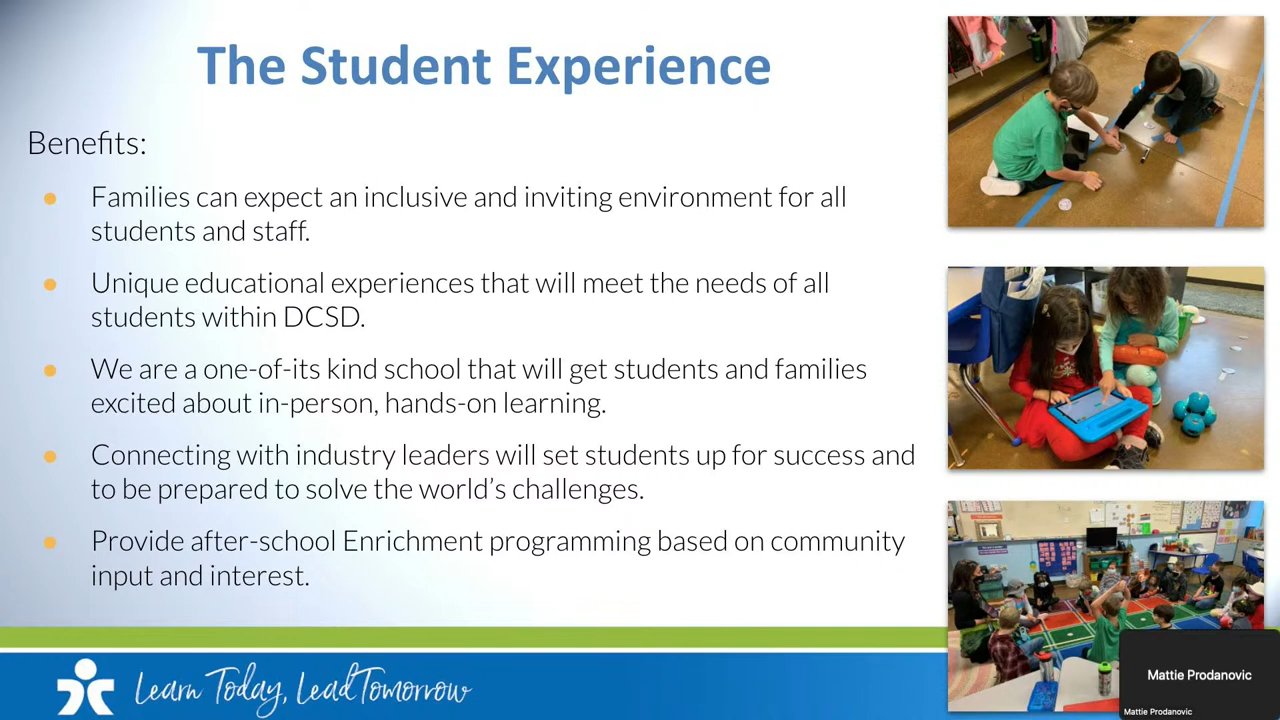 The Student Experience
Benefits:
Families can expect an inclusive and inviting environment for all
students and staff.
Unique educational experiences that will meet the needs of all
students within DCSD.
We are a one-of-its kind school that will get students and families
excited about in-person, hands-on learning.
Connecting with industry leaders will set students up for success and
to be prepared to solve the world’s challenges.
Provide after-school Enrichment programming based on community
input and interest.
Learn Today, Lead Tomorrow
Mattie Prodanovic
Mattie Prodanovic